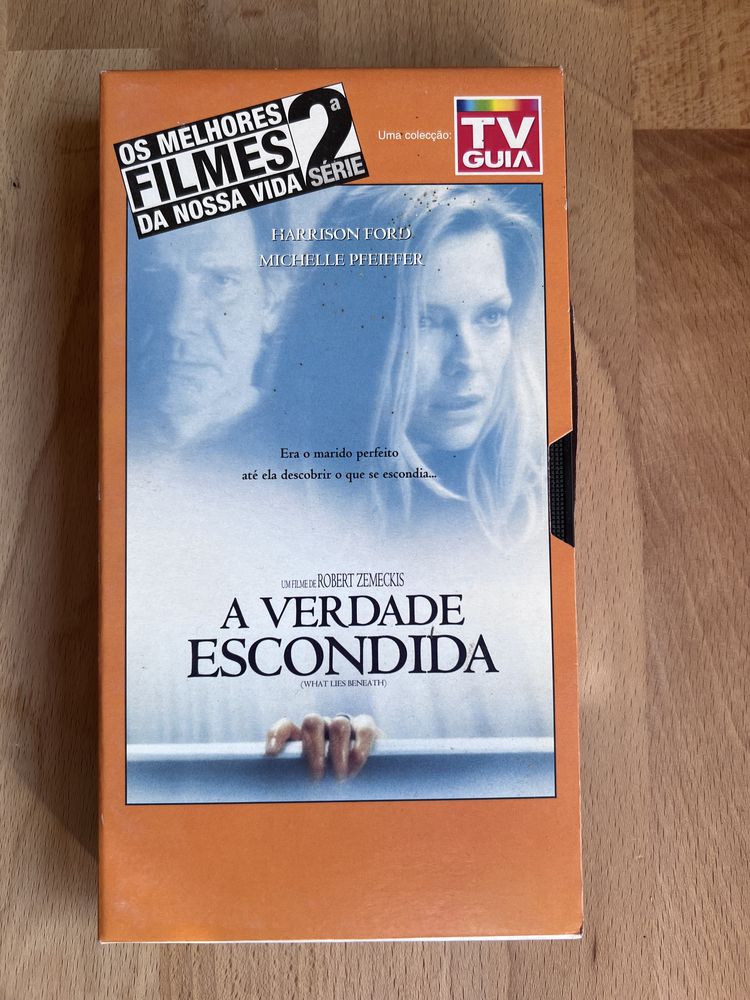 OS MELHORES
FILMES
DA NOSSA VIDA
2ª
SÉRIE
Uma colecção:
TV
GUIA
HARRISON FORD
MICHELLE PFEIFFER
Era o marido perfeito
até ela descobrir o que se escondia...
UM FILME DE ROBERT ZEMECKIS
A VERDADE
ESCONDIDA
(WHAT LIES BENEATH)